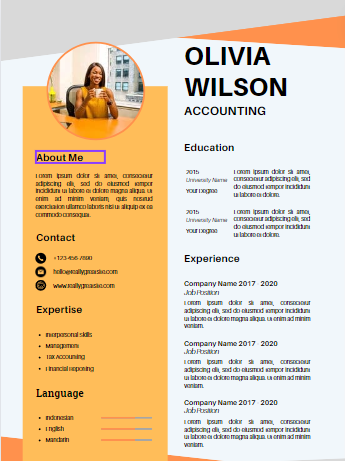 OLIVIA
WILSON
ACCOUNTING
About Me
Lorem ipsum dolor sit amet, consectetur
adipiscing elit, sed do eiusmod tempor
incididunt ut labore et dolore magna aliqua.
Ut enim ad minim veniam, quis nostrud
exercitation ullamco laboris nisi ut aliquip ex ea
commodo consequat.
Contact
+123-456-7890
hello@reallygreatsite.com
www.reallygreatsite.com
Expertise
Interpersonal skills
Management
Tax Accounting
Financial Reporting
Language
Indonesian
English
Mandarin
Education
2015
University Name
Your Degree
Lorem ipsum dolor sit amet,
consectetur adipiscing elit, sed
do eiusmod tempor incididunt
ut labore et dolore.
2015
University Name
Your Degree
Lorem ipsum dolor sit amet,
consectetur adipiscing elit, sed
do eiusmod tempor incididunt
ut labore et dolore.
Experience
Company Name 2017 - 2020
Job Position
Lorem ipsum dolor sit amet, consectetur
adipiscing elit, sed do eiusmod tempor incididunt
ut labore et dolore magna aliqua. Ut enim ad minim
veniam.
Company Name 2017 - 2020
Job Position
Lorem ipsum dolor sit amet, consectetur
adipiscing elit, sed do eiusmod tempor incididunt
ut labore et dolore magna aliqua. Ut enim ad minim
veniam.
Company Name 2017 - 2020
Job Position
Lorem ipsum dolor sit amet, consectetur
adipiscing elit, sed do eiusmod tempor incididunt
ut labore et dolore magna aliqua. Ut enim ad minim
veniam.